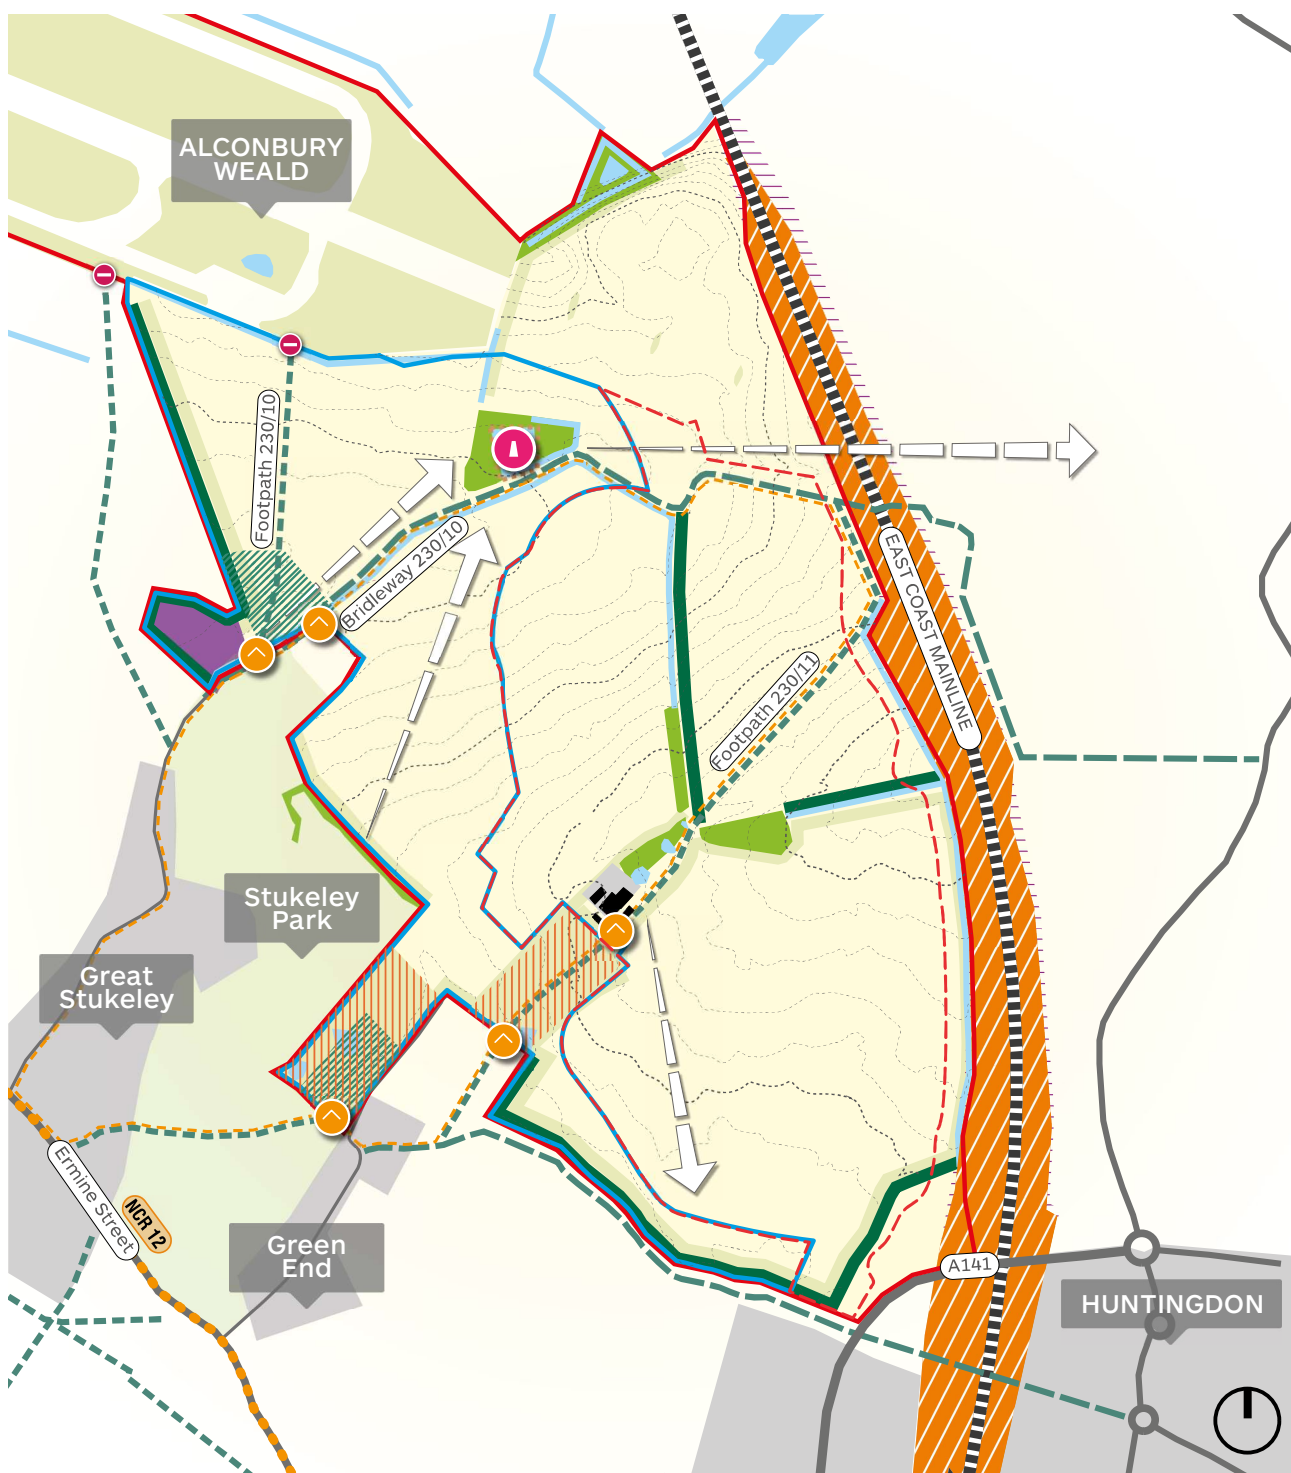 ALCONBURY
WEALD
Footpath 230/10
Bridleway 230/10
EAST COAST MAINLINE
Footpath 230/11
Stukeley
Park
Great
Stukeley
Ermine Street
NCR 12
Green
End
A141
HUNTINGDON